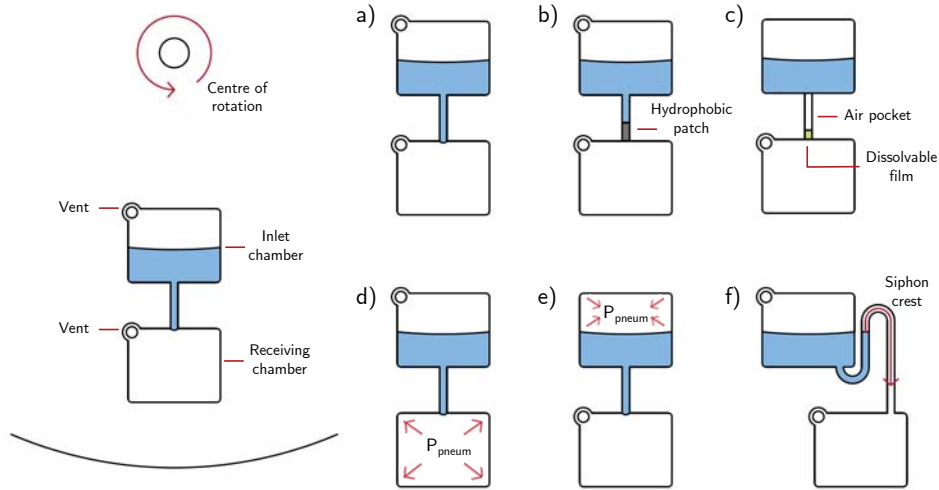 Centre of
rotation
Vent
Inlet
chamber
Vent
Receiving
chamber
a)
b)
Hydrophobic
patch
c)
Air pocket
Dissolvable
film
d)
Ppneum
e)
Ppneum
f)
Siphon
crest